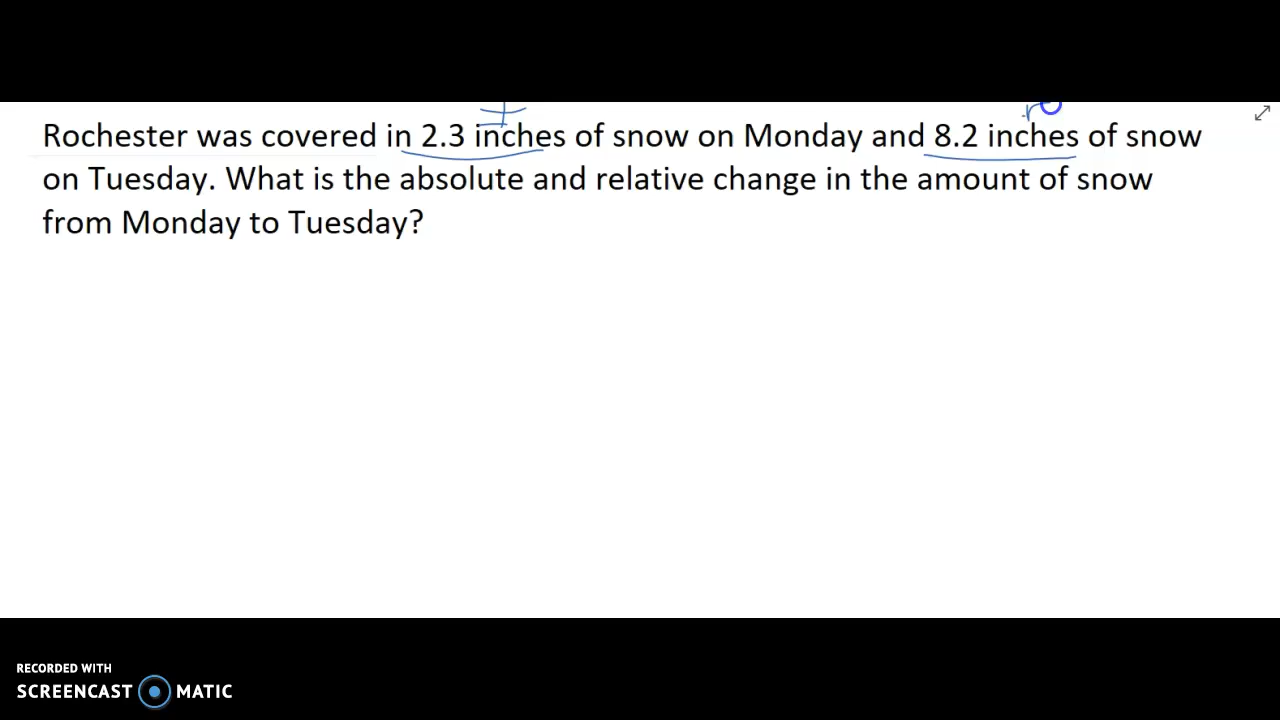 Rochester was covered in 2.3 inches of snow on Monday and 8.2 inches of snow
on Tuesday. What is the absolute and relative change in the amount of snow
from Monday to Tuesday?
RECORDED WITH
SCREENCAST MATIC